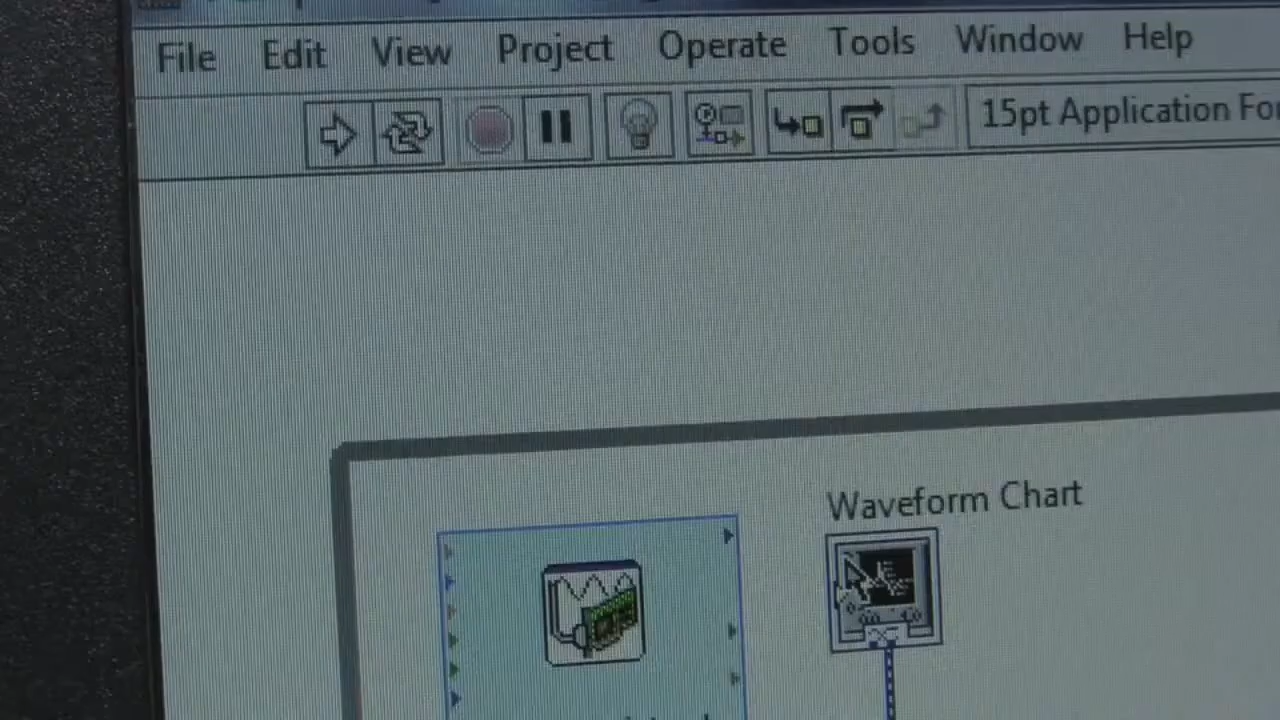 File Edit View Project Operate Tools Window Help
15pt Application Fo
Waveform Chart